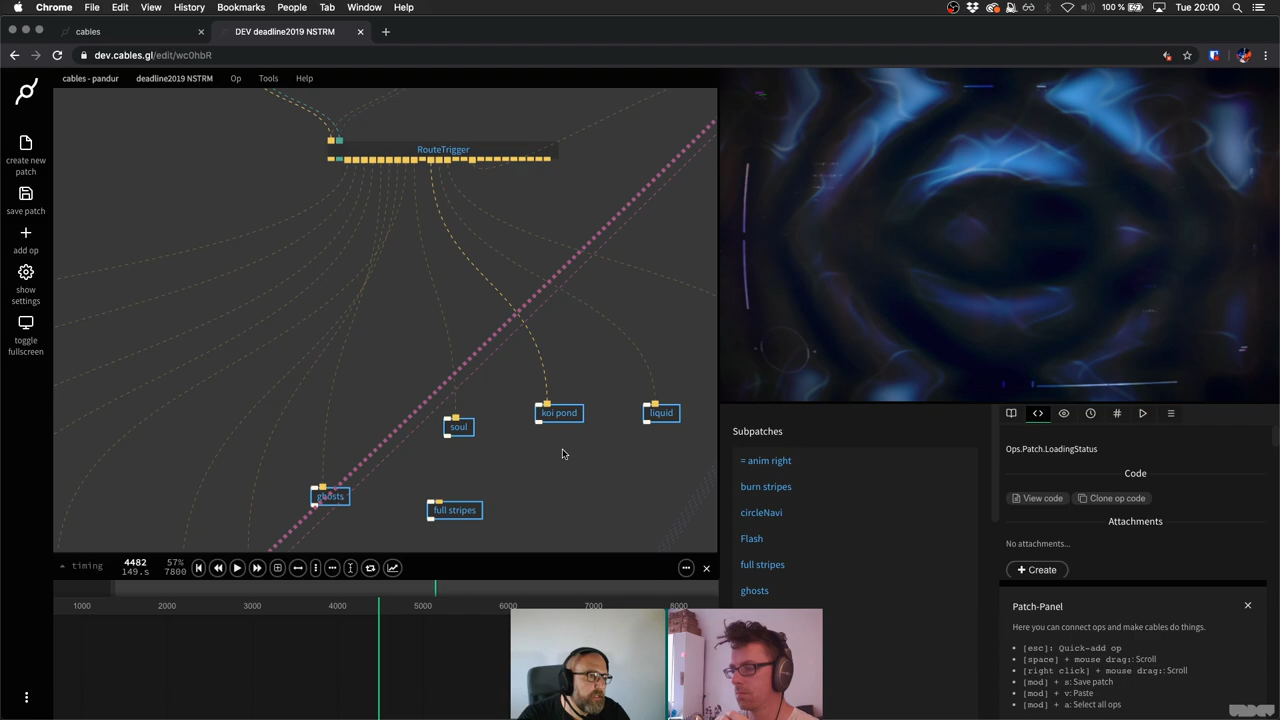 Chrome File Edit View History Bookmarks People Tab Window Help 100 % Tue 20:00
cables DEV deadline2019 NSTRM
dev.cables.gl/edit/wc0hbR
cables - pandur deadline2019 NSTRM Op Tools Help
create new
patch
save patch
add op
show
settings
toggle
fullscreen
RouteTrigger
soul
koi pond
liquid
ghosts
full stripes
Subpatches
= anim right
burn stripes
circleNavi
Flash
full stripes
ghosts
Ops.Patch.LoadingStatus
Code
View code Clone op code
Attachments
No attachments...
+ Create
timing 4482 57%
149.s 7800
1000 2000 3000 4000 5000 6000 7000 8000
Patch-Panel
Here you can connect ops and make cables do things.
[esc]: Quick-add op
[space] + mouse drag:: Scroll
[right click] + mouse drag:: Scroll
[mod] + s: Save patch
[mod] + v: Paste
[mod] + a: Select all ops